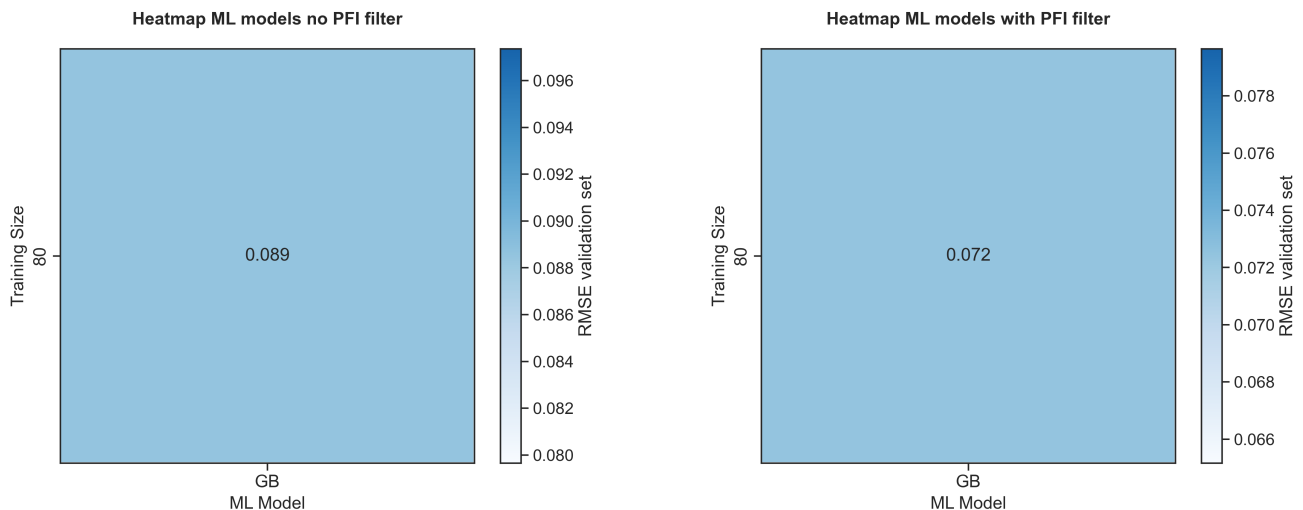 Heatmap ML models no PFI filter
Training Size
80
0.089
GB
ML Model
0.096
0.094
0.092
0.090
0.088
0.086
0.084
0.082
0.080
RMSE validation set
Heatmap ML models with PFI filter
Training Size
80
0.072
GB
ML Model
0.078
0.076
0.074
0.072
0.070
0.068
0.066
RMSE validation set